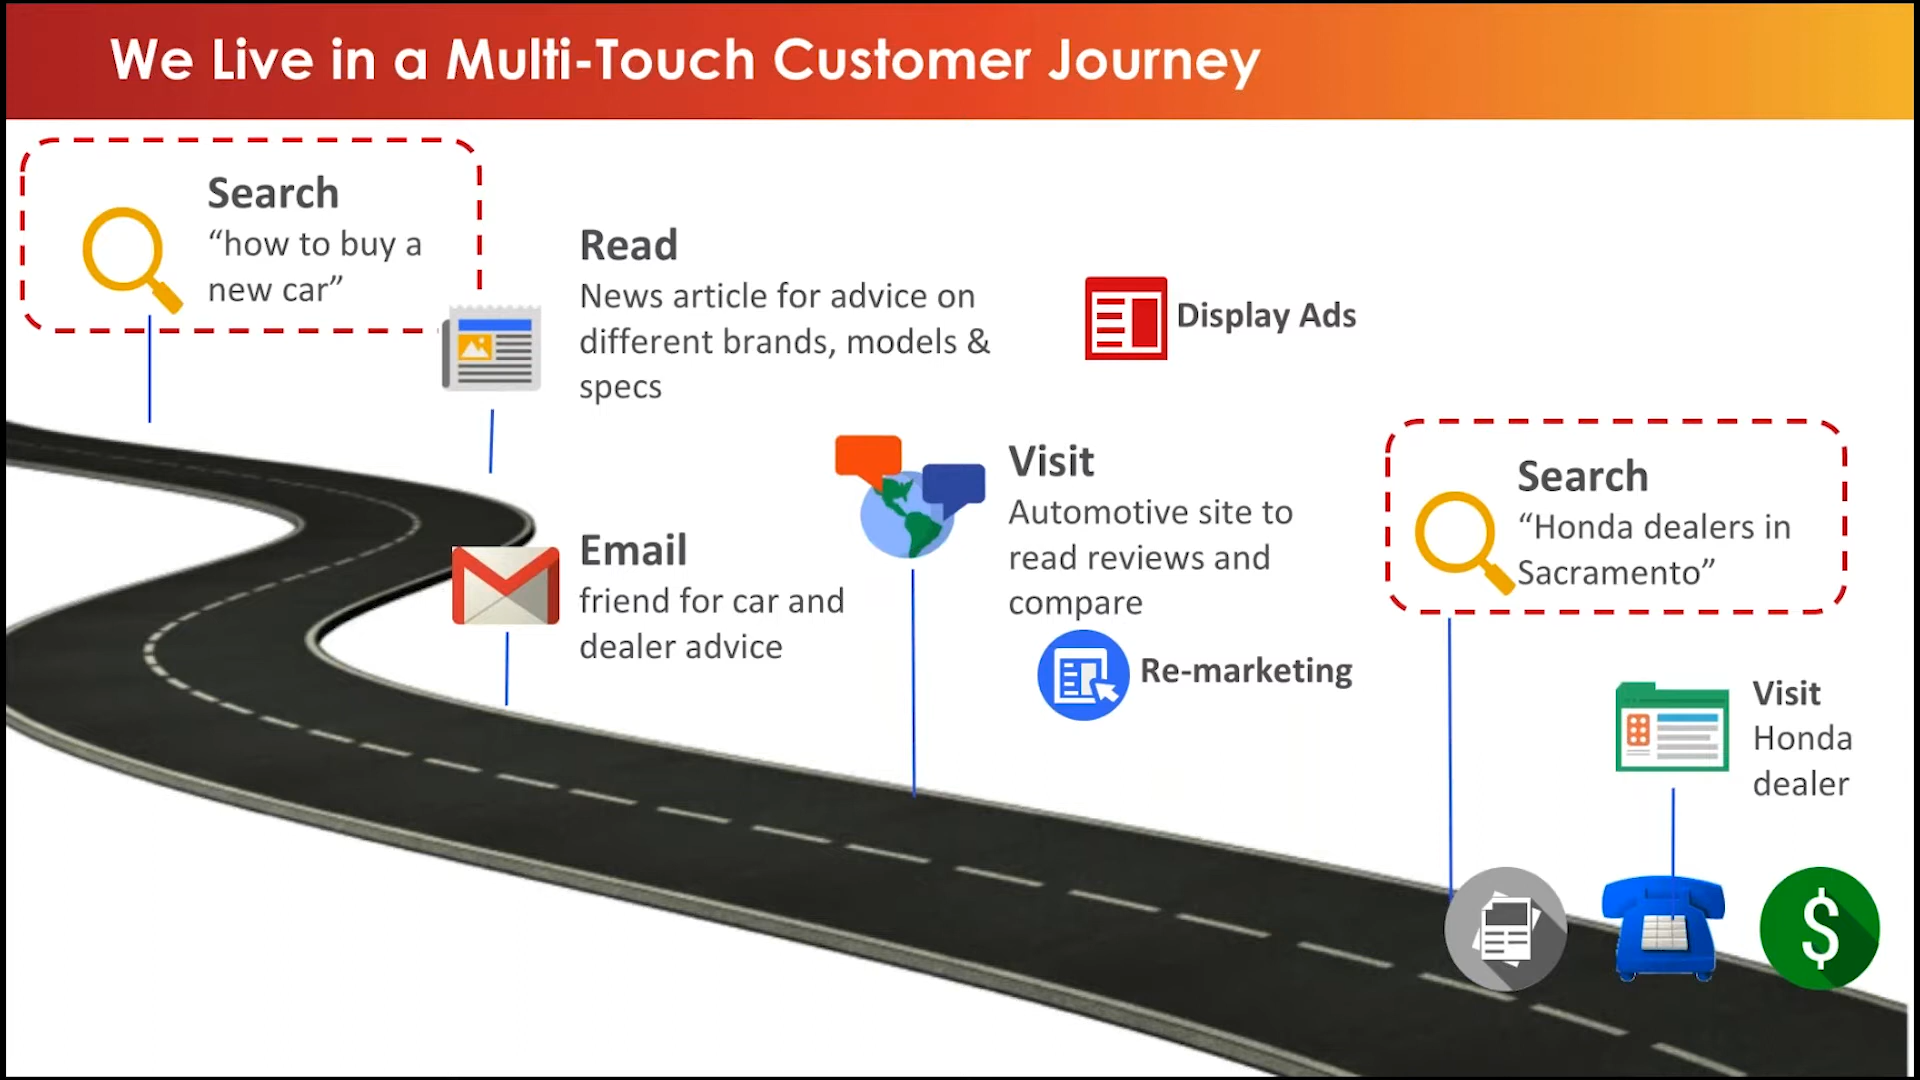 We Live in a Multi-Touch Customer Journey
Search
“how to buy a
new car”
Read
News article for advice on
different brands, models &
specs
Display Ads
Email
friend for car and
dealer advice
Visit
Automotive site to
read reviews and
compare
Re-marketing
Search
“Honda dealers in
Sacramento”
Visit
Honda
dealer
$